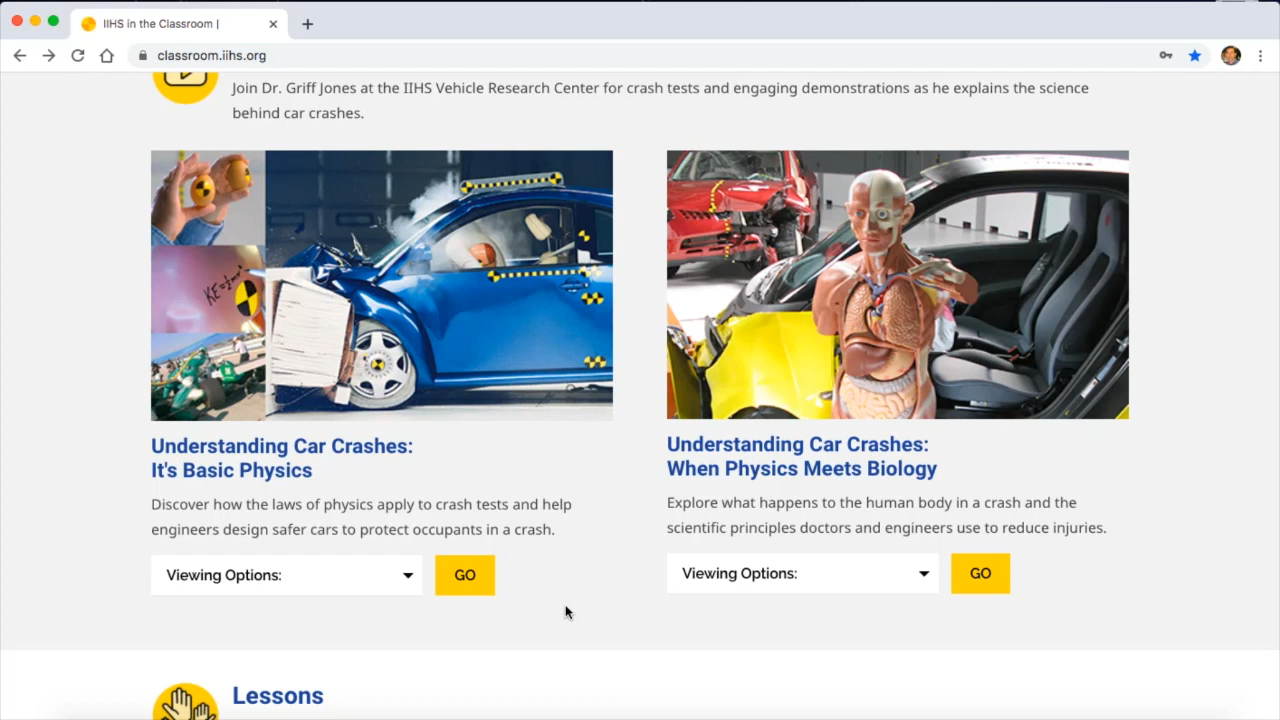 IIHS in the Classroom |
classroom.iihs.org
Join Dr. Griff Jones at the IIHS Vehicle Research Center for crash tests and engaging demonstrations as he explains the science
behind car crashes.
Understanding Car Crashes:
It's Basic Physics
Discover how the laws of physics apply to crash tests and help
engineers design safer cars to protect occupants in a crash.
Viewing Options:
GO
Understanding Car Crashes:
When Physics Meets Biology
Explore what happens to the human body in a crash and the
scientific principles doctors and engineers use to reduce injuries.
Viewing Options:
GO
Lessons